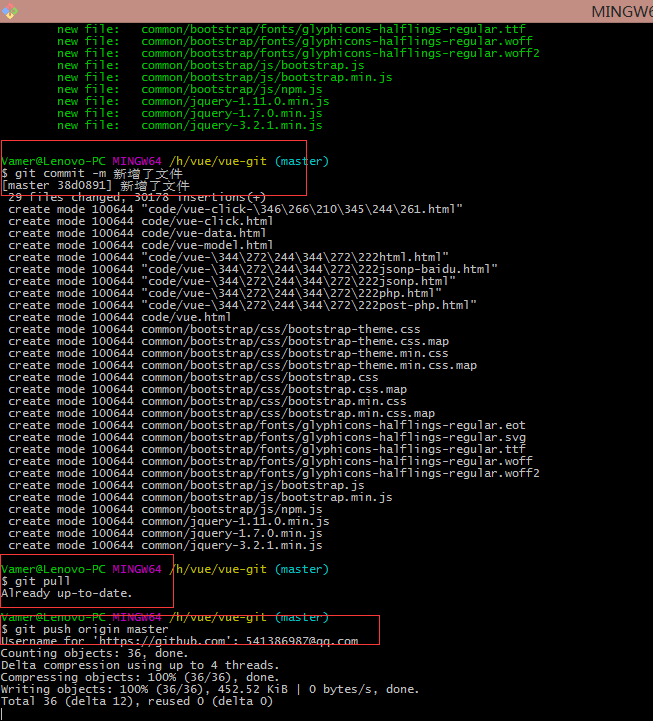 MINGW6
new file:   common/bootstrap/fonts/glyphicons-halflings-regular.ttf
new file:   common/bootstrap/fonts/glyphicons-halflings-regular.woff
new file:   common/bootstrap/fonts/glyphicons-halflings-regular.woff2
new file:   common/bootstrap/js/bootstrap.js
new file:   common/bootstrap/js/bootstrap.min.js
new file:   common/bootstrap/js/npm.js
new file:   common/jquery-1.11.0.min.js
new file:   common/jquery-1.7.0.min.js
new file:   common/jquery-3.2.1.min.js
Vamer@Lenovo-PC MINGW64 /h/vue/vue-git (master)
$ git commit -m 新增了文件
[master 38d0891] 新增了文件
29 files changed, 30178 insertions(+)
create mode 100644 "code/vue-click-\346\266\210\345\244\261.html"
create mode 100644 code/vue-click.html
create mode 100644 code/vue-data.html
create mode 100644 code/vue-model.html
create mode 100644 "code/vue-\344\272\244\344\272\222html.html"
create mode 100644 "code/vue-\344\272\244\344\272\222jsonp-baidu.html"
create mode 100644 "code/vue-\344\272\244\344\272\222jsonp.html"
create mode 100644 "code/vue-\344\272\244\344\272\222php.html"
create mode 100644 "code/vue-\344\272\244\344\272\222post-php.html"
create mode 100644 code/vue.html
create mode 100644 common/bootstrap/css/bootstrap-theme.css
create mode 100644 common/bootstrap/css/bootstrap-theme.css.map
create mode 100644 common/bootstrap/css/bootstrap-theme.min.css
create mode 100644 common/bootstrap/css/bootstrap-theme.min.css.map
create mode 100644 common/bootstrap/css/bootstrap.css
create mode 100644 common/bootstrap/css/bootstrap.css.map
create mode 100644 common/bootstrap/css/bootstrap.min.css
create mode 100644 common/bootstrap/css/bootstrap.min.css.map
create mode 100644 common/bootstrap/fonts/glyphicons-halflings-regular.eot
create mode 100644 common/bootstrap/fonts/glyphicons-halflings-regular.svg
create mode 100644 common/bootstrap/fonts/glyphicons-halflings-regular.ttf
create mode 100644 common/bootstrap/fonts/glyphicons-halflings-regular.woff
create mode 100644 common/bootstrap/fonts/glyphicons-halflings-regular.woff2
create mode 100644 common/bootstrap/js/bootstrap.js
create mode 100644 common/bootstrap/js/bootstrap.min.js
create mode 100644 common/bootstrap/js/npm.js
create mode 100644 common/jquery-1.11.0.min.js
create mode 100644 common/jquery-1.7.0.min.js
create mode 100644 common/jquery-3.2.1.min.js
Vamer@Lenovo-PC MINGW64 /h/vue/vue-git (master)
$ git pull
Already up-to-date.
Vamer@Lenovo-PC MINGW64 /h/vue/vue-git (master)
$ git push origin master
Username for 'https://github.com': 541386987@qq.com
Counting objects: 36, done.
Delta compression using up to 4 threads.
Compressing objects: 100% (36/36), done.
Writing objects: 100% (36/36), 452.52 KiB | 0 bytes/s, done.
Total 36 (delta 12), reused 0 (delta 0)